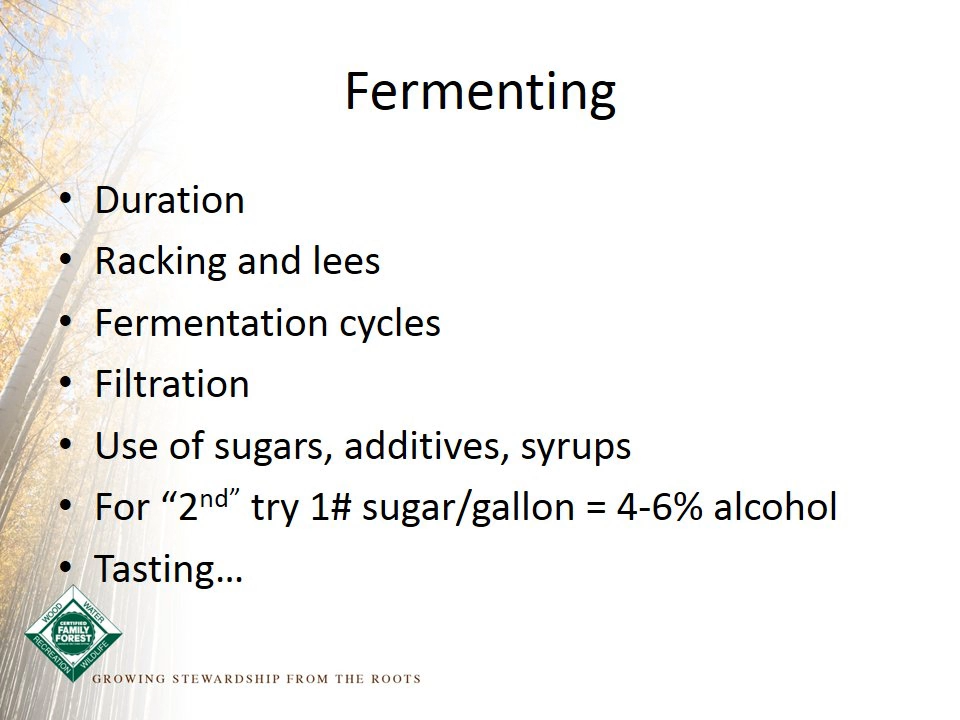 Fermenting
• Duration
• Racking and lees
• Fermentation cycles
• Filtration
• Use of sugars, additives, syrups
• For “2nd” try 1# sugar/gallon = 4-6% alcohol
• Tasting…
WOOD WATER
CERTIFIED
FAMILY
FOREST
RECREATION WILDLIFE
GROWING STEWARDSHIP FROM THE ROOTS